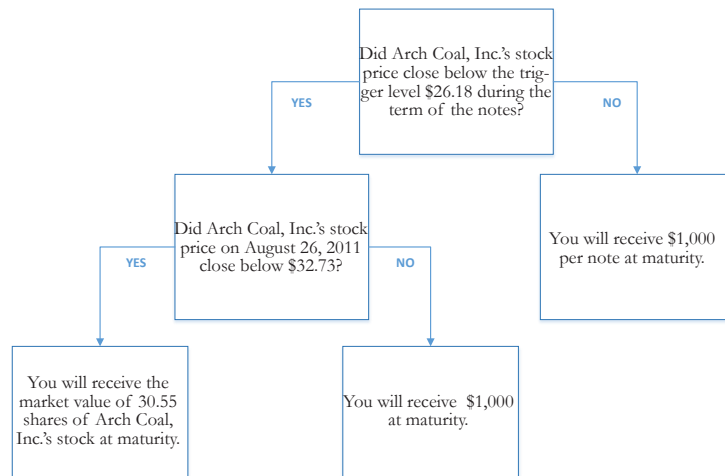 Did Arch Coal, Inc.'s stock
price close below the trig-
ger level $26.18 during the
term of the notes?
YES
NO
Did Arch Coal, Inc.'s stock
price on August 26, 2011
close below $32.73?
You will receive $1,000
per note at maturity.
YES
NO
You will receive the
market value of 30.55
shares of Arch Coal,
Inc.'s stock at maturity.
You will receive $1,000
at maturity.